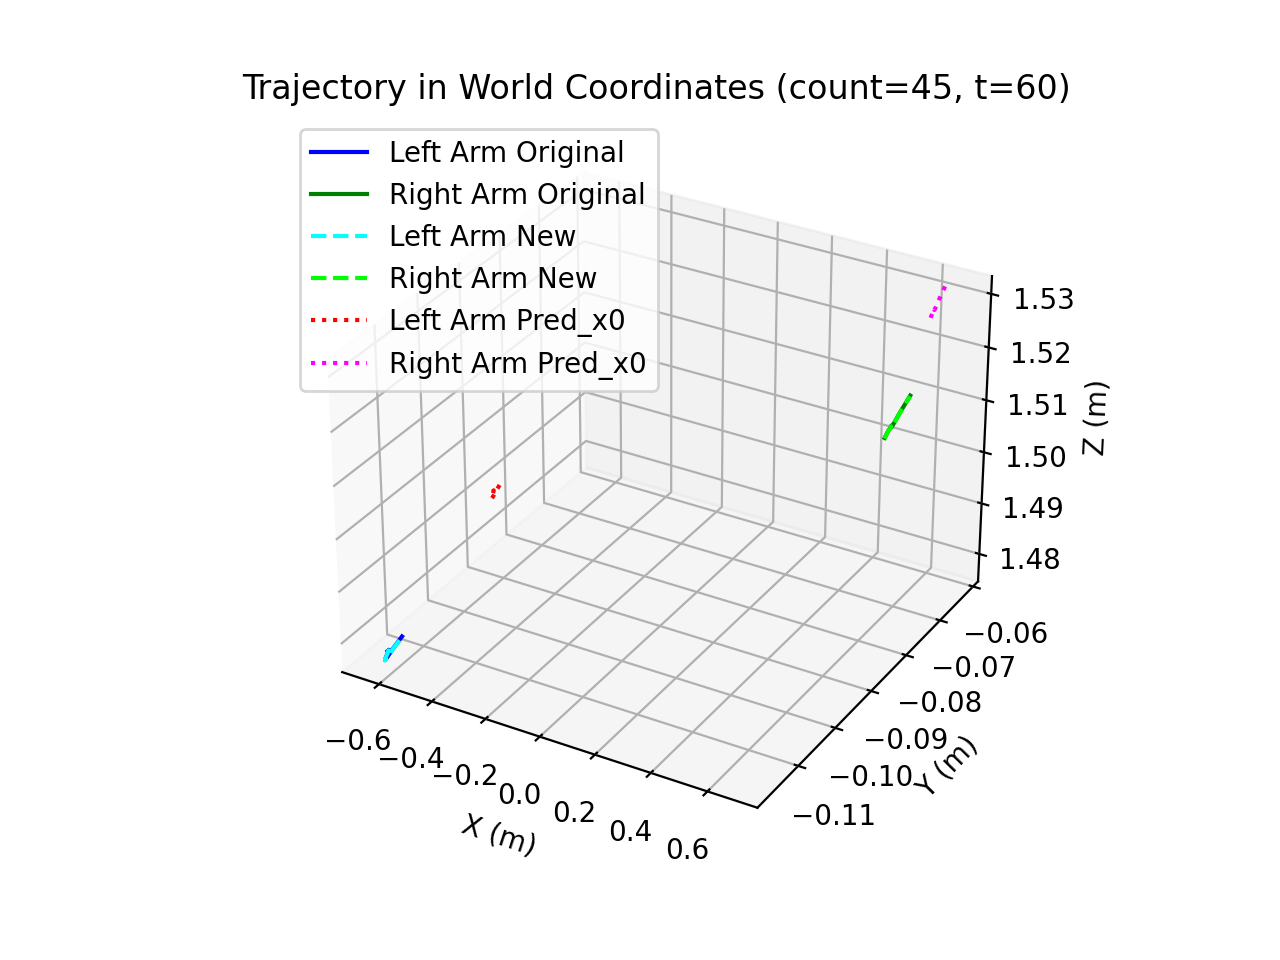 Trajectory in World Coordinates (count=45, t=60)
Left Arm Original
Right Arm Original
Left Arm New
Right Arm New
Left Arm Pred_x0
Right Arm Pred_x0
1.53
1.52
1.51
1.50
1.49
1.48
Z (m)
−0.06
−0.07
−0.08
−0.09
−0.10
−0.11
Y (m)
−0.6
−0.4
−0.2
0.0
0.2
0.4
0.6
X (m)